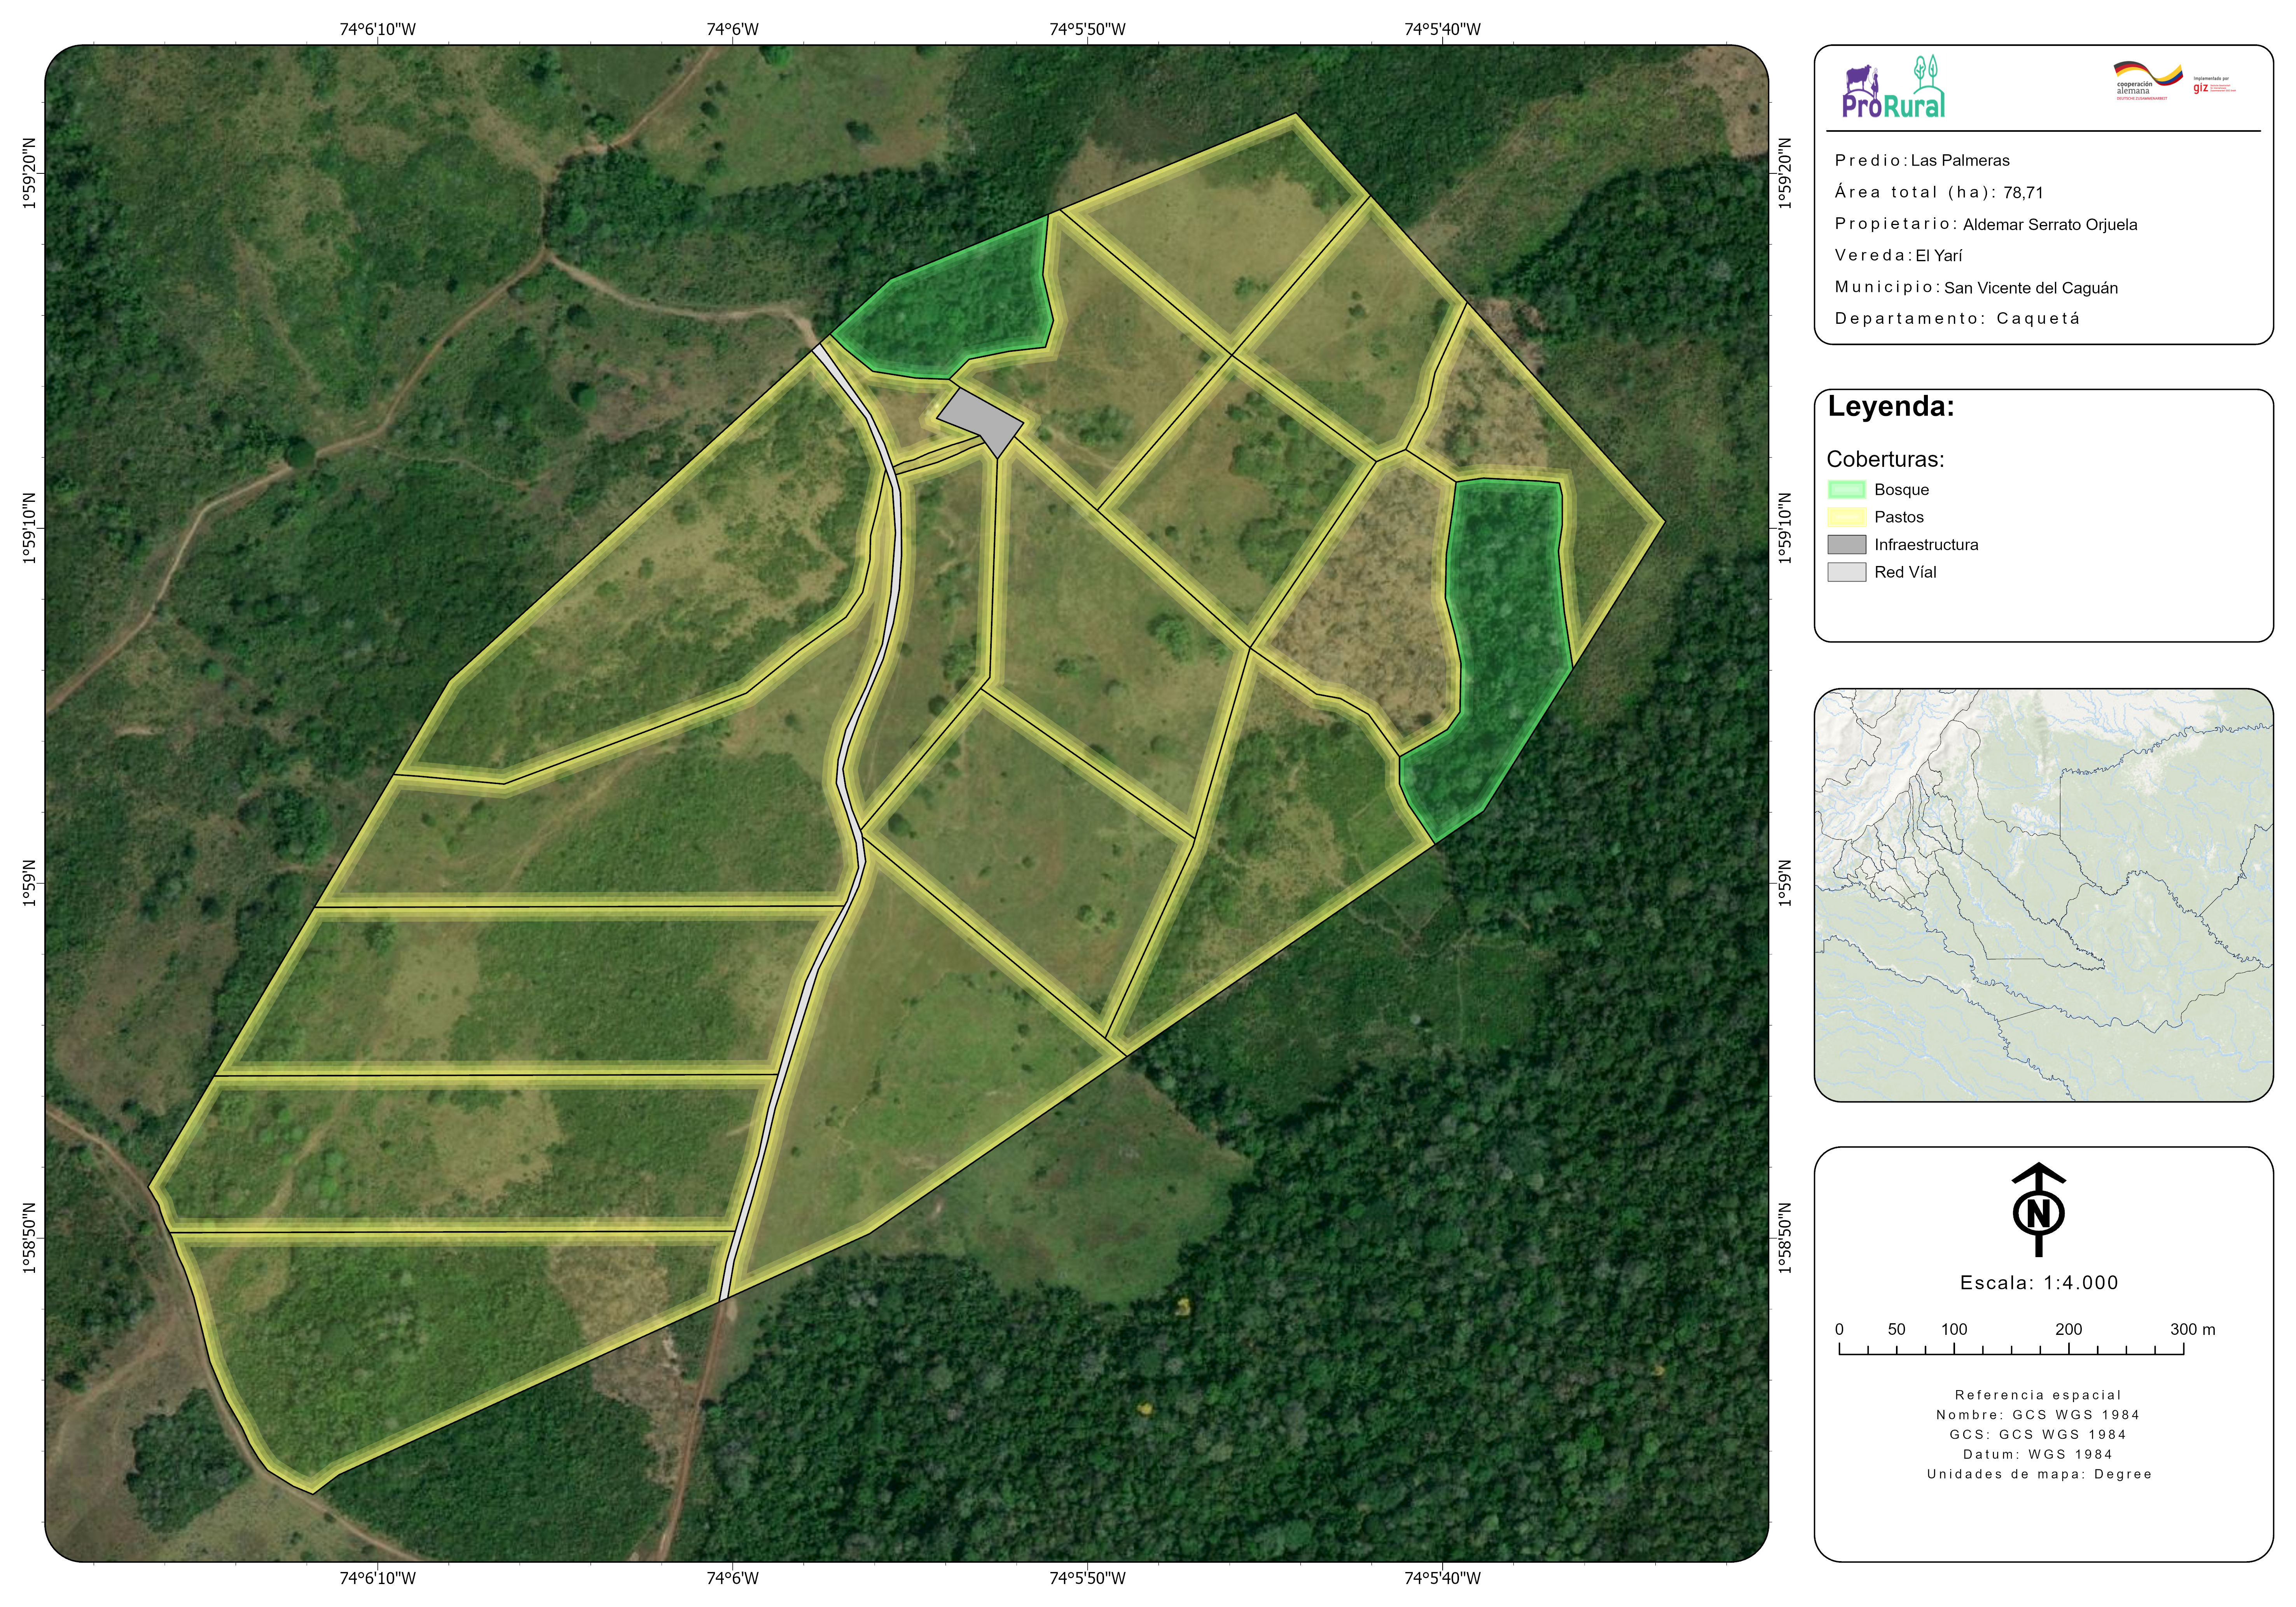 74°6'10"W
74°6'W
74°5'50"W
74°5'40"W
1°59'20"N
1°59'10"N
1°59'N
1°58'50"N
1°59'20"N
1°59'10"N
1°59'N
1°58'50"N
74°6'10"W
74°6'W
74°5'50"W
74°5'40"W
ProRural
cooperación
alemana
DEUTSCHE ZUSAMMENARBEIT
Implementada por
giz
Predio: Las Palmeras
Área total (ha): 78,71
Propietario: Aldemar Serrato Orjuela
Vereda: El Yarí
Municipio: San Vicente del Caguán
Departamento: Caquetá
Leyenda:
Coberturas:
Bosque
Pastos
Infraestructura
Red Víal
N
Escala: 1:4.000
0 50 100 200 300 m
Referencia espacial
Nombre: GCS WGS 1984
GCS: GCS WGS 1984
Datum: WGS 1984
Unidades de mapa: Degree